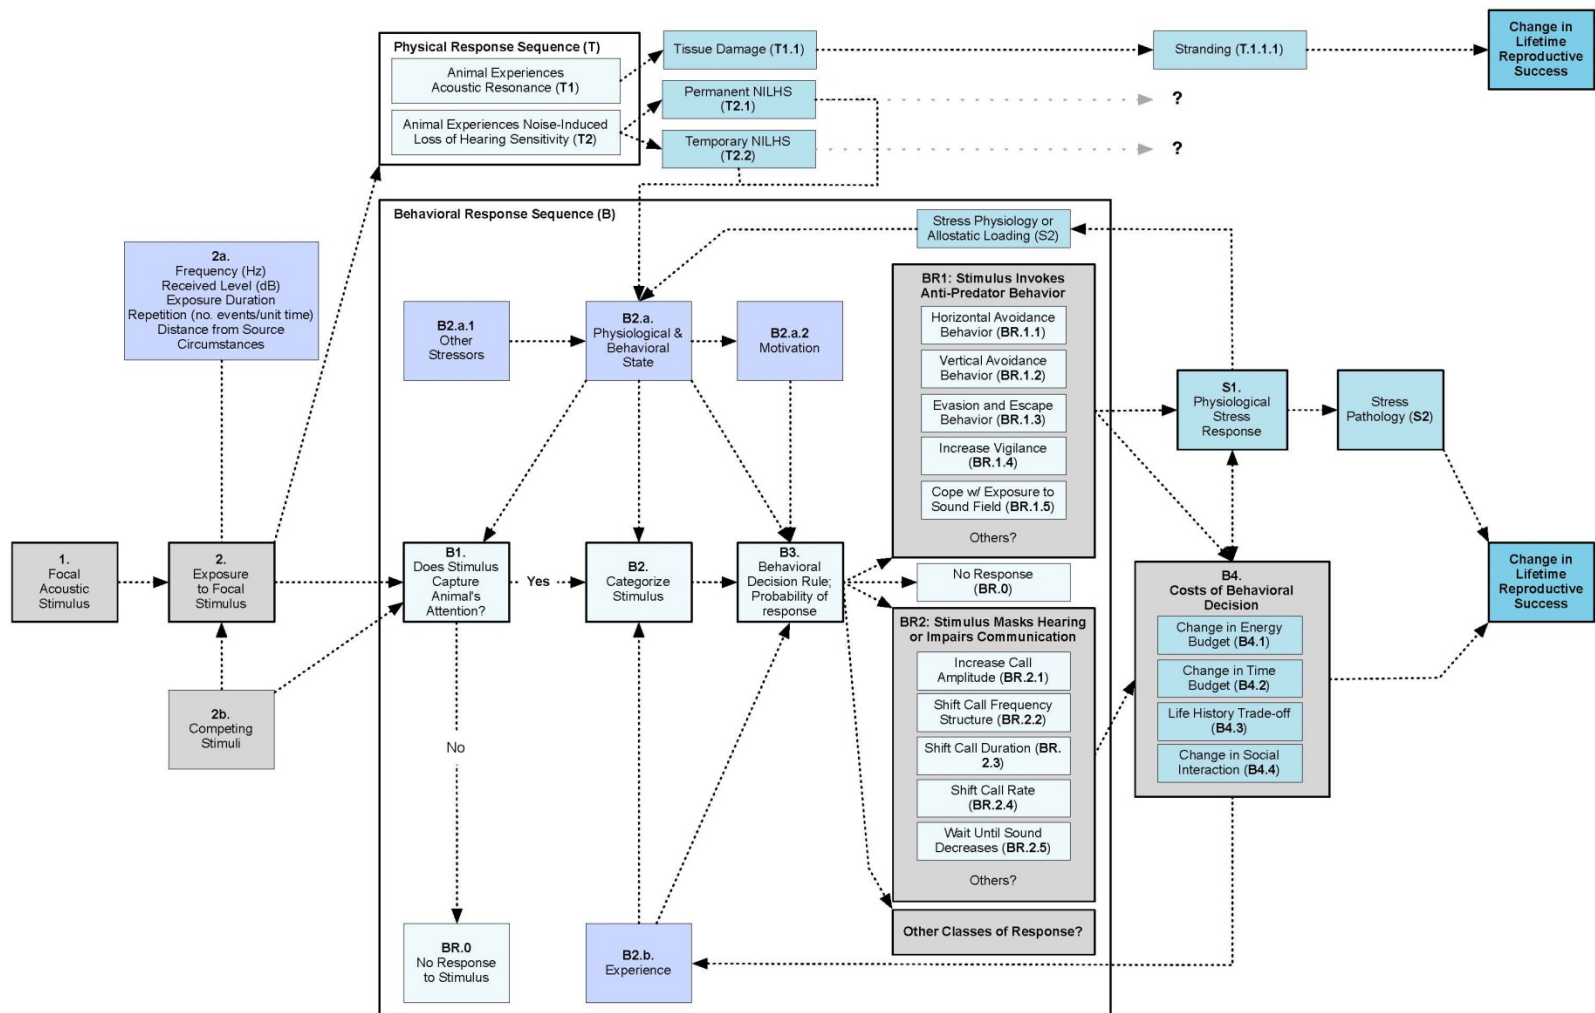 Physical Response Sequence (T)
Animal Experiences
Acoustic Resonance (T1)
Animal Experiences Noise-Induced
Loss of Hearing Sensitivity (T2)
Tissue Damage (T1.1)
Permanent NILHS
(T2.1)
Temporary NILHS
(T2.2)
Stranding (T.1.1.1)
?
?
Change in
Lifetime
Reproductive
Success
Behavioral Response Sequence (B)
2a.
Frequency (Hz)
Received Level (dB)
Exposure Duration
Repetition (no. events/unit time)
Distance from Source
Circumstances
Stress Physiology or
Allostatic Loading (S2)
B2.a.1
Other
Stressors
B2.a.
Physiological &
Behavioral
State
B2.a.2
Motivation
BR1: Stimulus Invokes
Anti-Predator Behavior
Horizontal Avoidance
Behavior (BR.1.1)
Vertical Avoidance
Behavior (BR.1.2)
Evasion and Escape
Behavior (BR.1.3)
Increase Vigilance
(BR.1.4)
Cope w/ Exposure to
Sound Field (BR.1.5)
Others?
S1.
Physiological
Stress
Response
Stress
Pathology (S2)
1.
Focal
Acoustic
Stimulus
2.
Exposure
to Focal
Stimulus
B1.
Does Stimulus
Capture
Animal's
Attention?
Yes
B2.
Categorize
Stimulus
B3.
Behavioral
Decision Rule;
Probability of
response
No Response
(BR.0)
B4.
Costs of Behavioral
Decision
Change in Energy
Budget (B4.1)
Change in Time
Budget (B4.2)
Life History Trade-off
(B4.3)
Change in Social
Interaction (B4.4)
Change in
Lifetime
Reproductive
Success
2b.
Competing
Stimuli
No
BR2: Stimulus Masks Hearing
or Impairs Communication
Increase Call
Amplitude (BR.2.1)
Shift Call Frequency
Structure (BR.2.2)
Shift Call Duration (BR.
2.3)
Shift Call Rate
(BR.2.4)
Wait Until Sound
Decreases (BR.2.5)
Others?
Other Classes of Response?
BR.0
No Response
to Stimulus
B2.b.
Experience